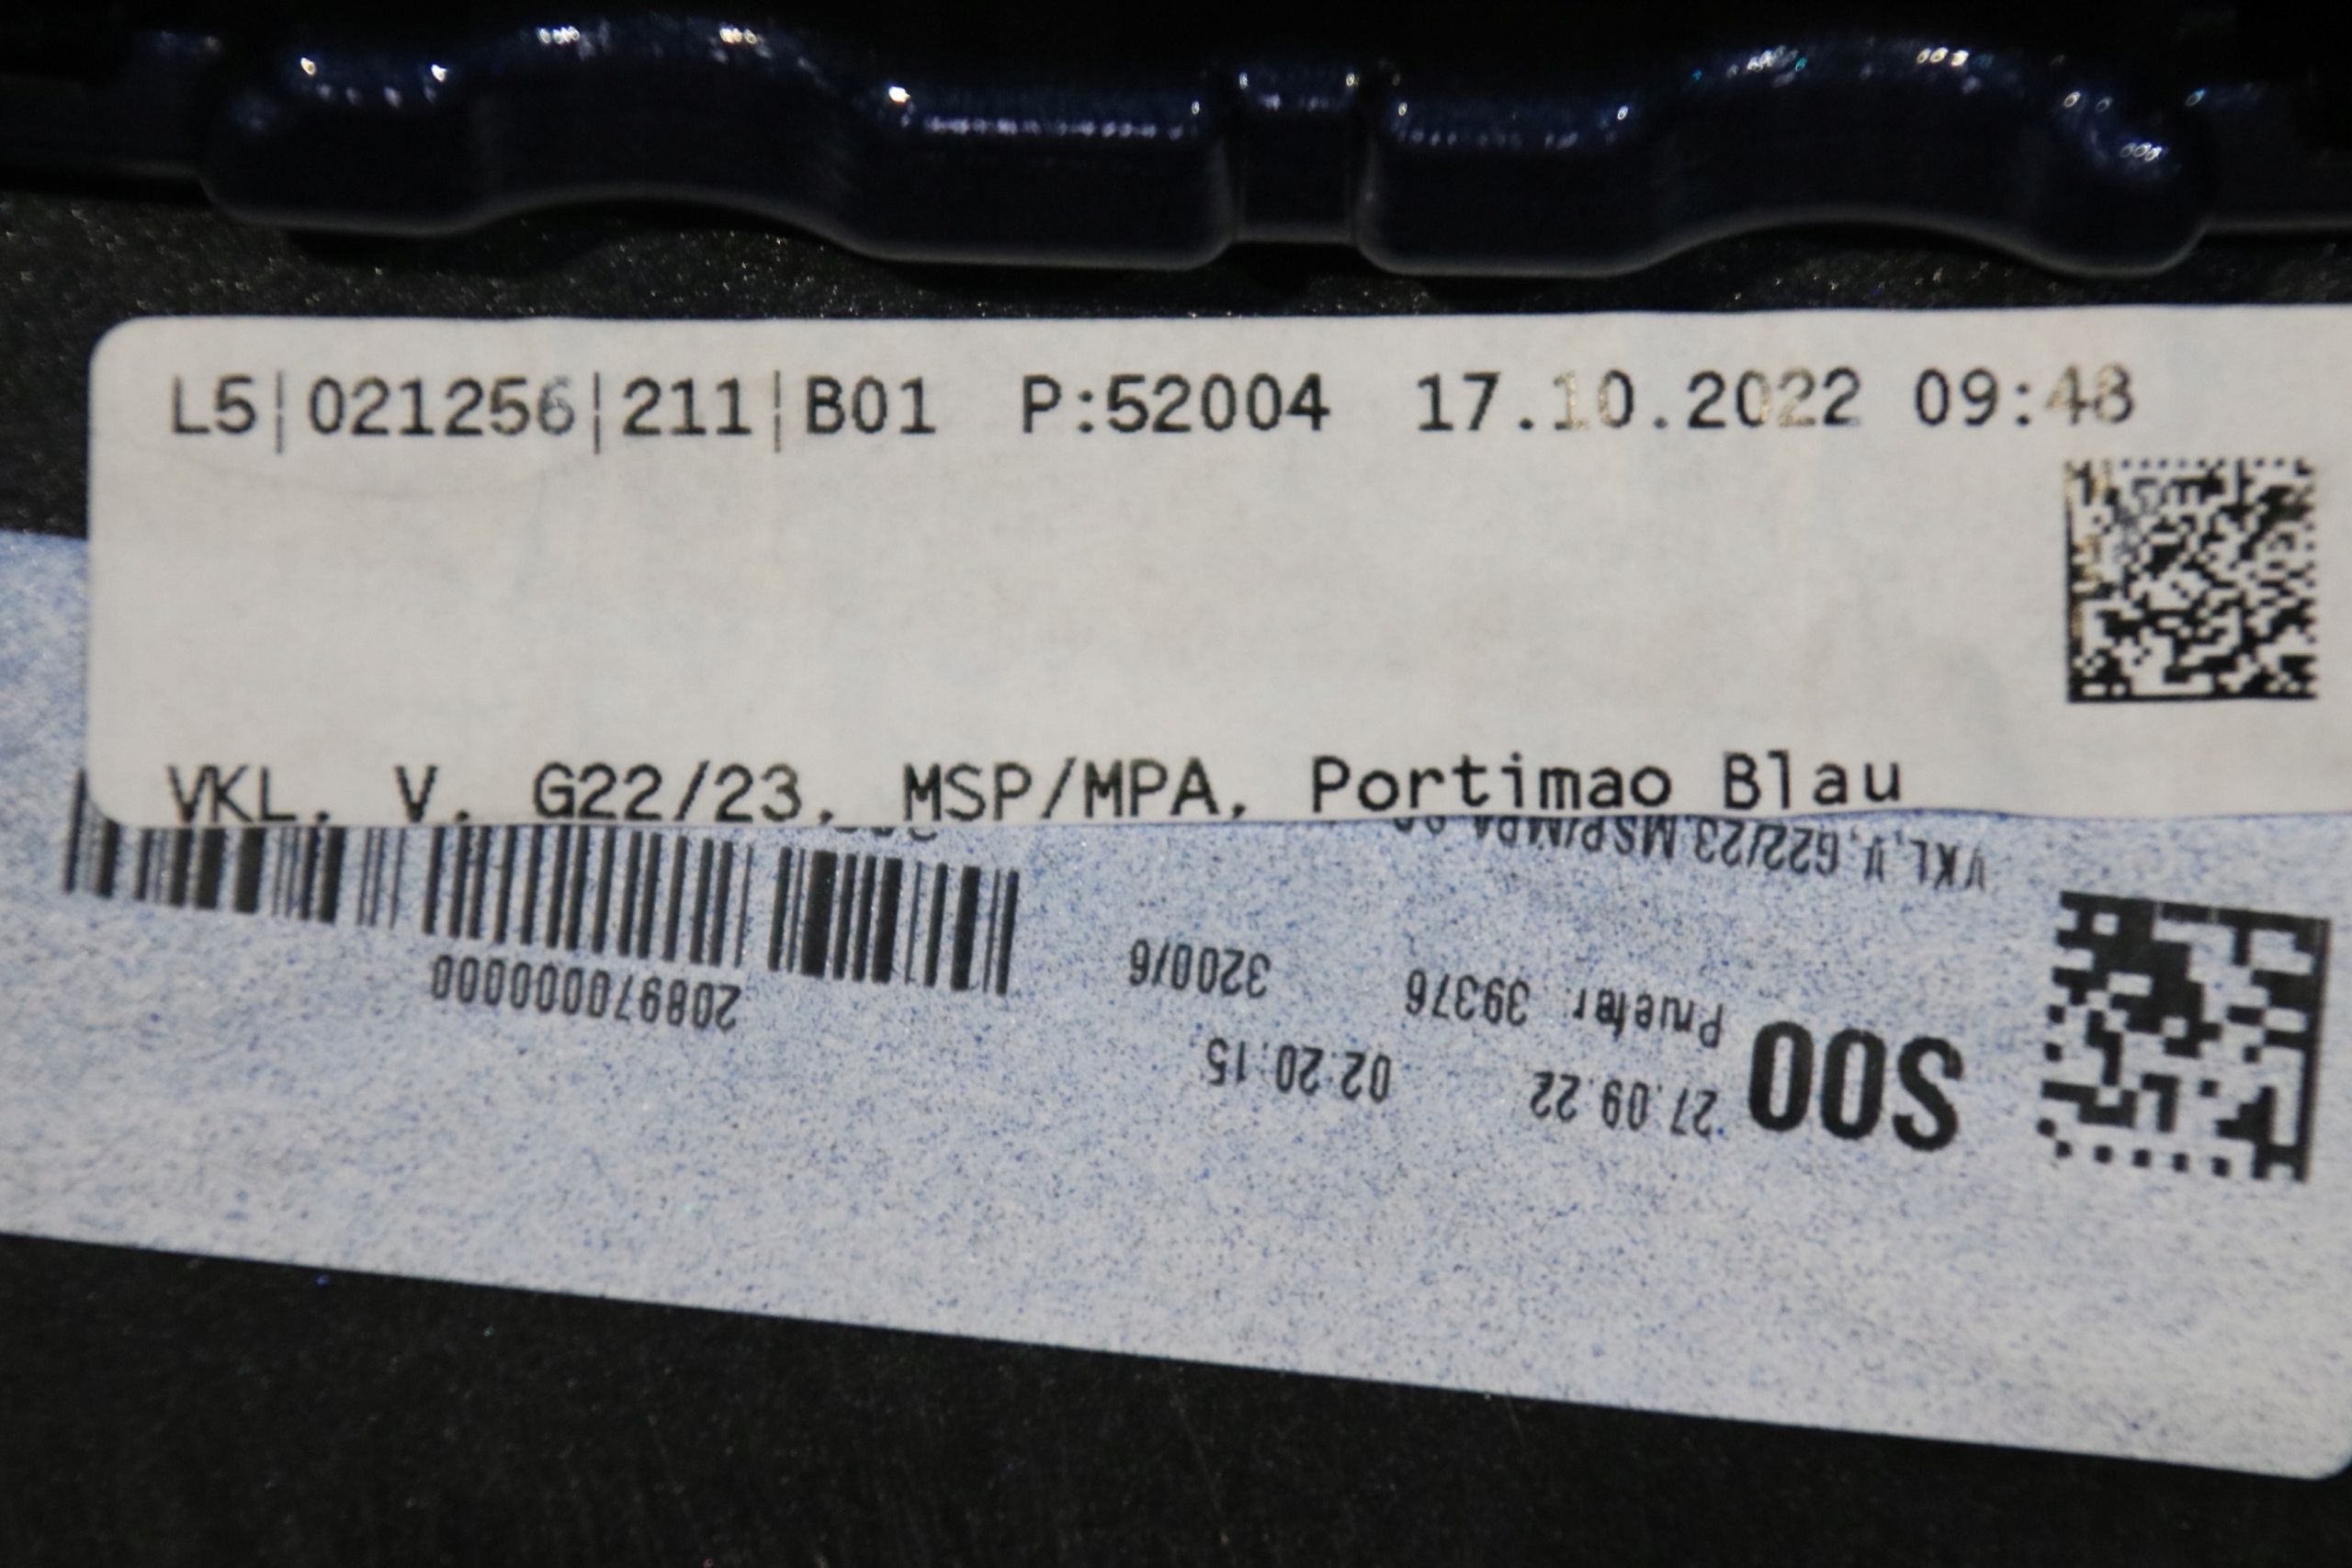 L5|021256|211|B01 P:52004 17.10.2022 09:48
VKL. V. G22/23. MSP/MPA, Portimao Blau
S00 27.09.22 02:20:15
Pruefer: 39376 3200/6
208970000000
VKL,V, G22/23 MSP/MPA